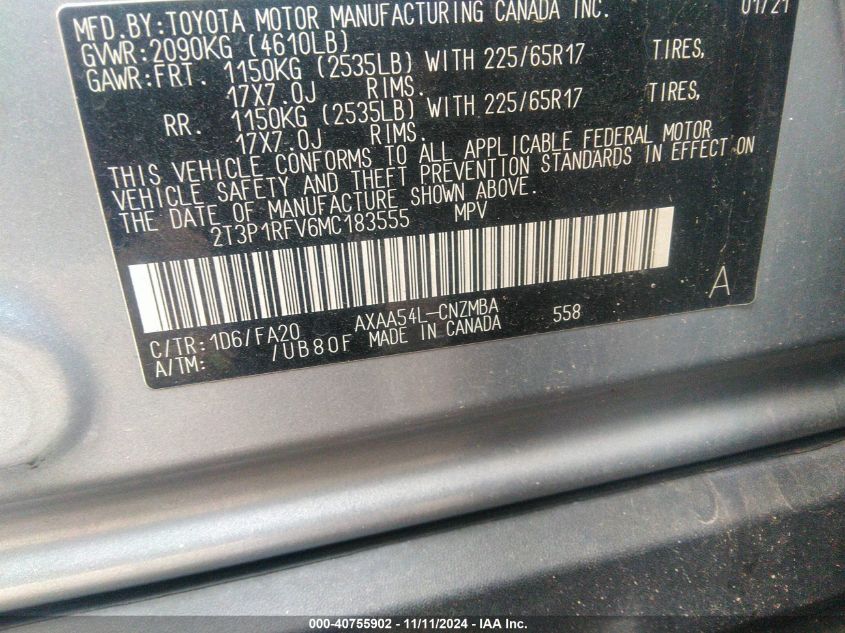 MFD.BY:TOYOTA MOTOR MANUFACTURING CANADA INC. 01/21
GVWR:2090KG (4610LB)
GAWR:FRT. 1150KG (2535LB) WITH 225/65R17 TIRES,
17X7.0J RIMS.
RR. 1150KG (2535LB) WITH 225/65R17 TIRES,
17X7.0J RIMS.
THIS VEHICLE CONFORMS TO ALL APPLICABLE FEDERAL MOTOR
VEHICLE SAFETY AND THEFT PREVENTION STANDARDS IN EFFECT ON
THE DATE OF MANUFACTURE SHOWN ABOVE.
2T3P1RFV6MC183555 MPV
A
C/TR:1D6/FA20 AXAA54L-CNZMBA 558
A/TM: /UB80F MADE IN CANADA
000-40755902 - 11/11/2024 - IAA Inc.